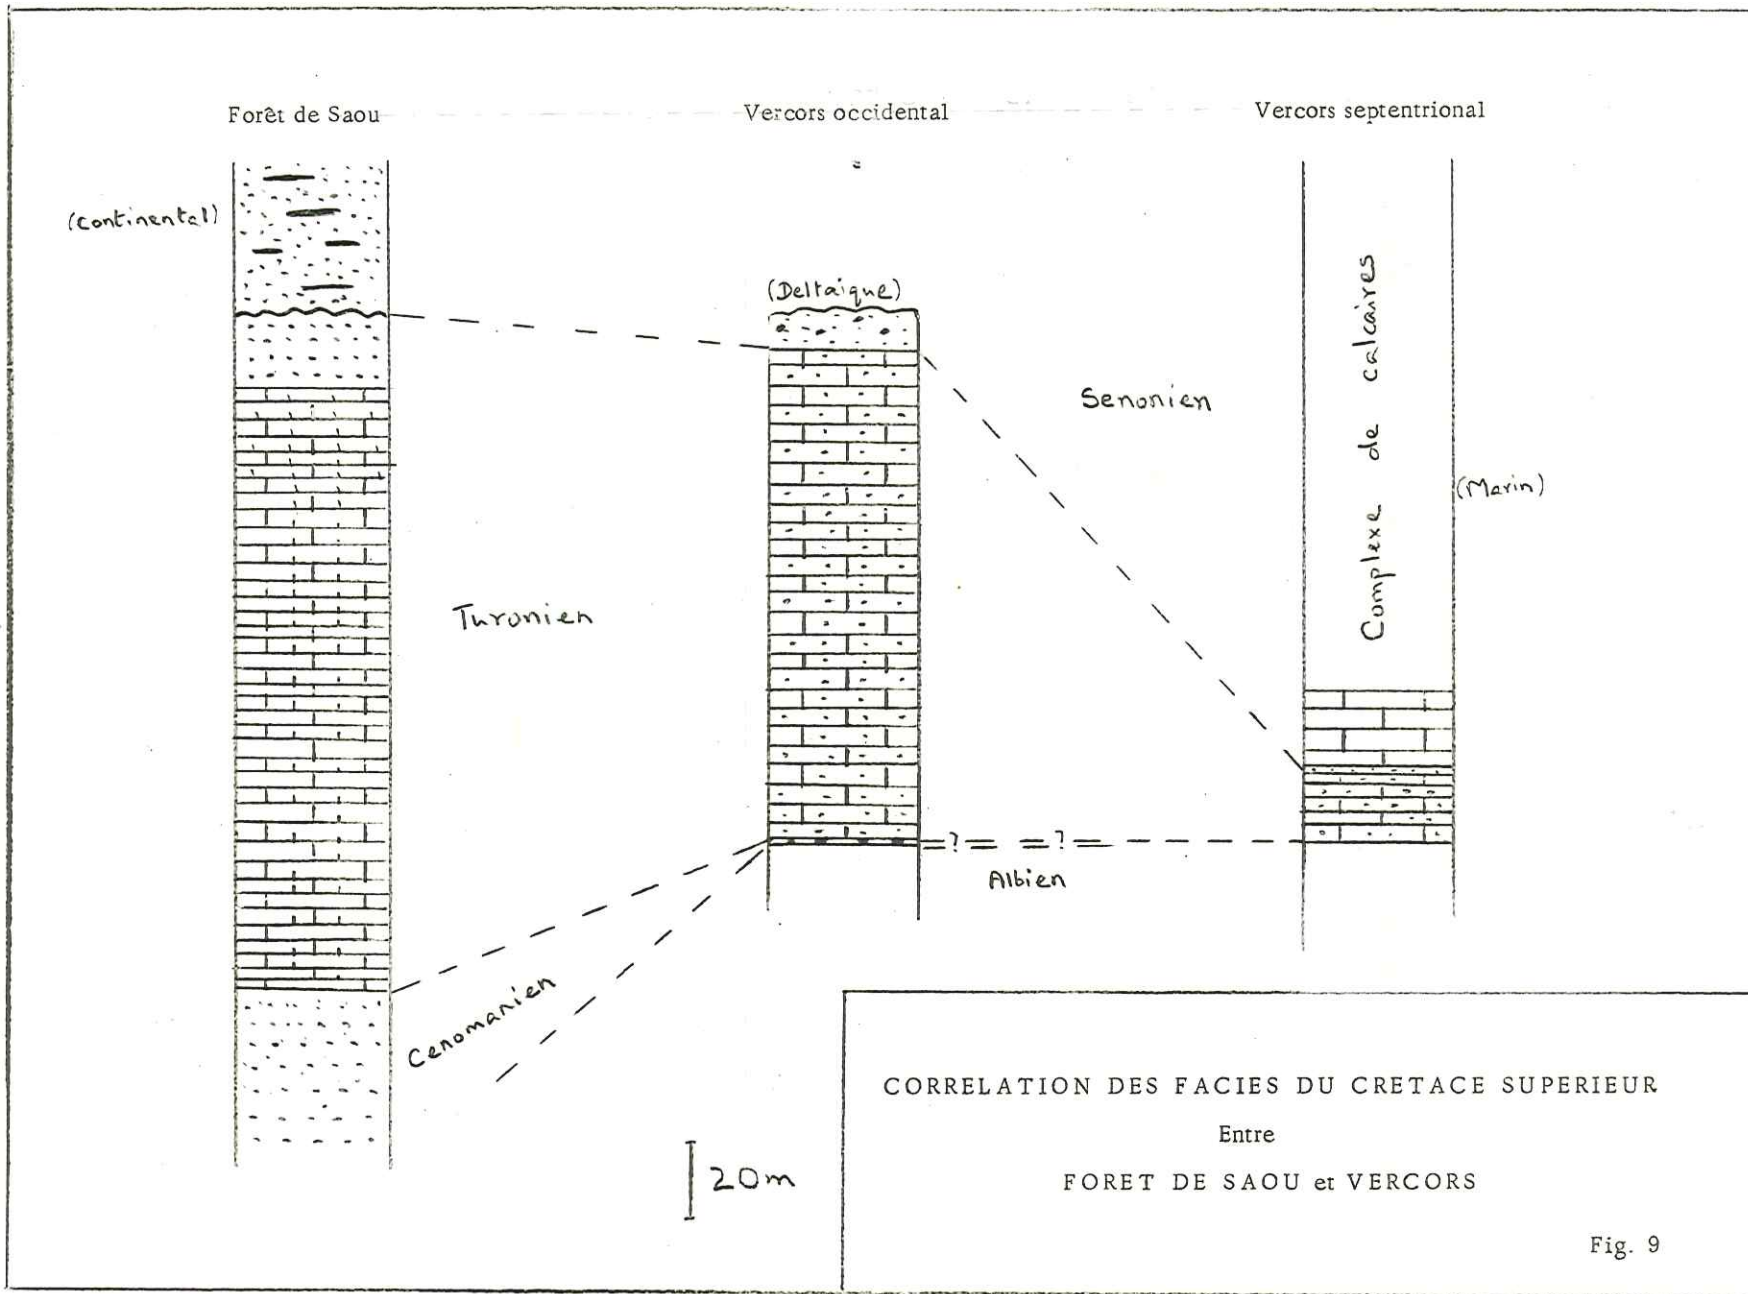 Forêt de Saou
Vercors occidental
Vercors septentrional
(Continental)
(Deltaïque)
Senonien
Complexe de calcaires
(Marin)
Turonien
? ?
Albien
Cenomanien
20m
CORRELATION DES FACIES DU CRETACE SUPERIEUR
Entre
FORET DE SAOU et VERCORS
Fig. 9